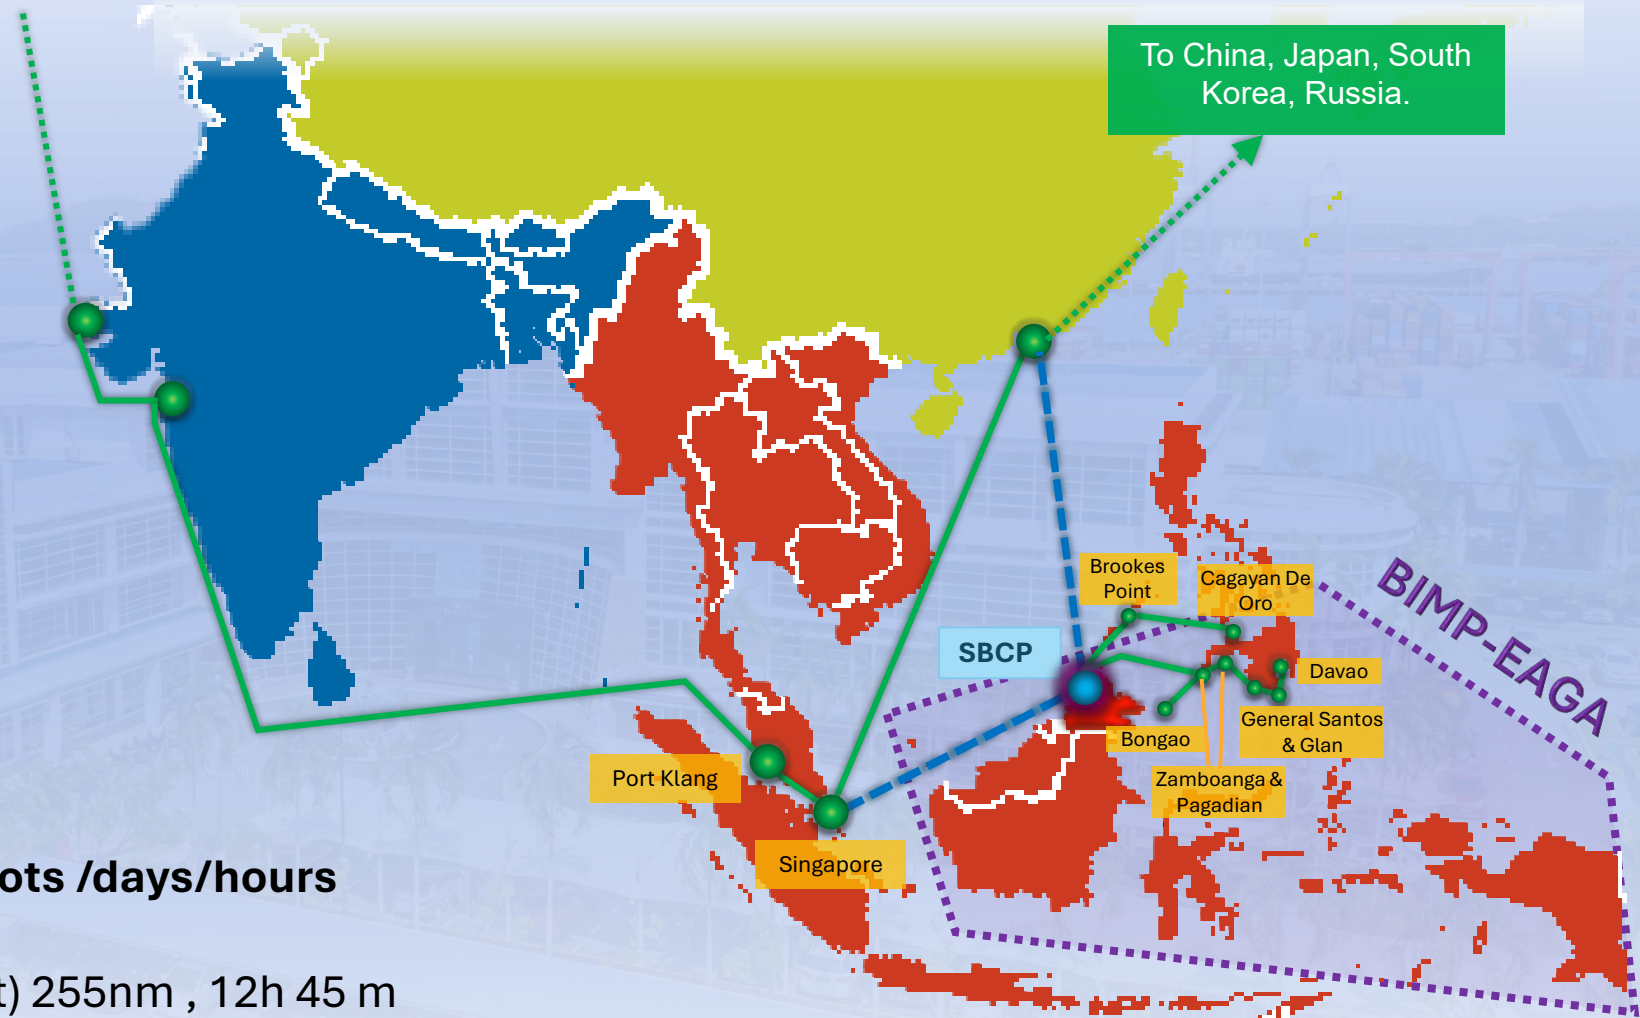 To China, Japan, South
Korea, Russia.
BIMP-EAGA
Brookes
Point
Cagayan De
Oro
SBCP
Davao
General Santos
& Glan
Bongao
Zamboanga &
Pagadian
Port Klang
Singapore
ots /days/hours
t) 255nm , 12h 45 m